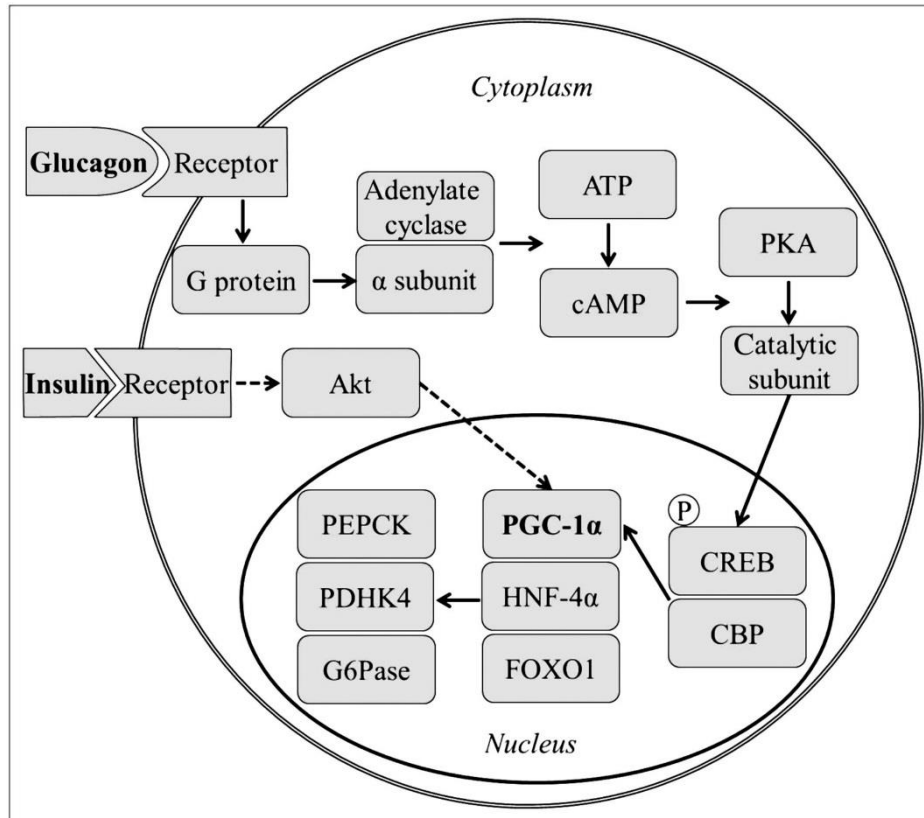 Cytoplasm
Glucagon
Receptor
Adenylate
cyclase
ATP
PKA
G protein
α subunit
cAMP
Catalytic
subunit
Insulin
Receptor
Akt
P
PEPCK
PGC-1α
CREB
PDHK4
HNF-4α
CBP
G6Pase
FOXO1
Nucleus